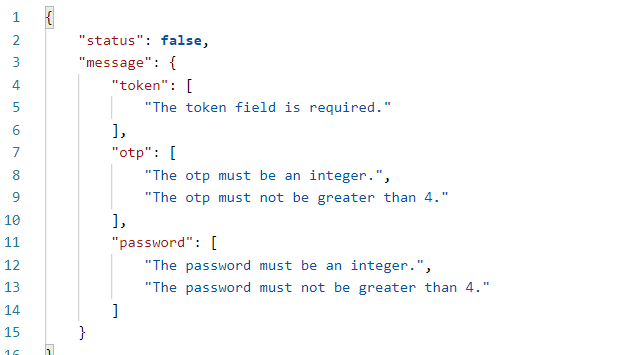 1 {
2 "status": false,
3 "message": {
4 "token": [
5 "The token field is required."
6 ],
7 "otp": [
8 "The otp must be an integer.",
9 "The otp must not be greater than 4."
10 ],
11 "password": [
12 "The password must be an integer.",
13 "The password must not be greater than 4."
14 ]
15 }
16 }